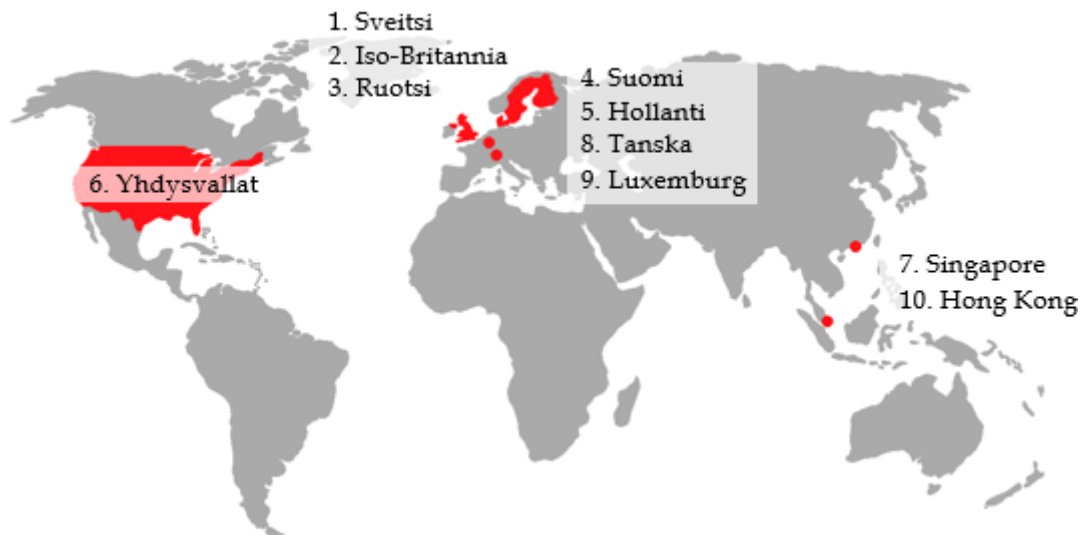 1. Sveitsi
2. Iso-Britannia
3. Ruotsi
4. Suomi
5. Hollanti
8. Tanska
9. Luxemburg
6. Yhdysvallat
7. Singapore
10. Hong Kong